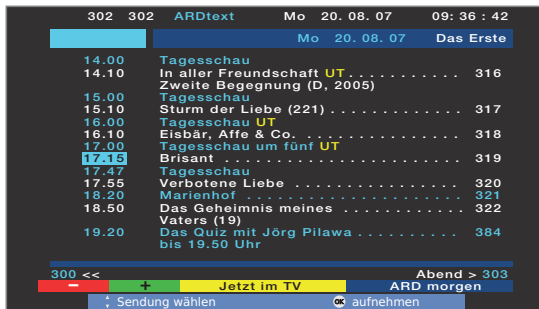 302 302 ARDtext Mo 20. 08. 07 09: 36 : 42
Mo 20. 08. 07 Das Erste
14.00 Tagesschau
14.10 In aller Freundschaft UT . . . . . . . . . . . 316
Zweite Begegnung (D, 2005)
15.00 Tagesschau
15.10 Sturm der Liebe (221) . . . . . . . . . . . . . 317
16.00 Tagesschau UT
16.10 Eisbär, Affe & Co. . . . . . . . . . . . . . . 318
17.00 Tagesschau um fünf UT
17.15 Brisant . . . . . . . . . . . . . . . . . . . . 319
17.47 Tagesschau
17.55 Verbotene Liebe . . . . . . . . . . . . . . . 320
18.20 Marienhof . . . . . . . . . . . . . . . . . . 321
18.50 Das Geheimnis meines . . . . . . . . . . . 322
Vaters (19)
19.20 Das Quiz mit Jörg Pilawa . . . . . . . . . . 384
bis 19.50 Uhr
300 << Abend > 303
− + Jetzt im TV ARD morgen
Sendung wählen OK aufnehmen